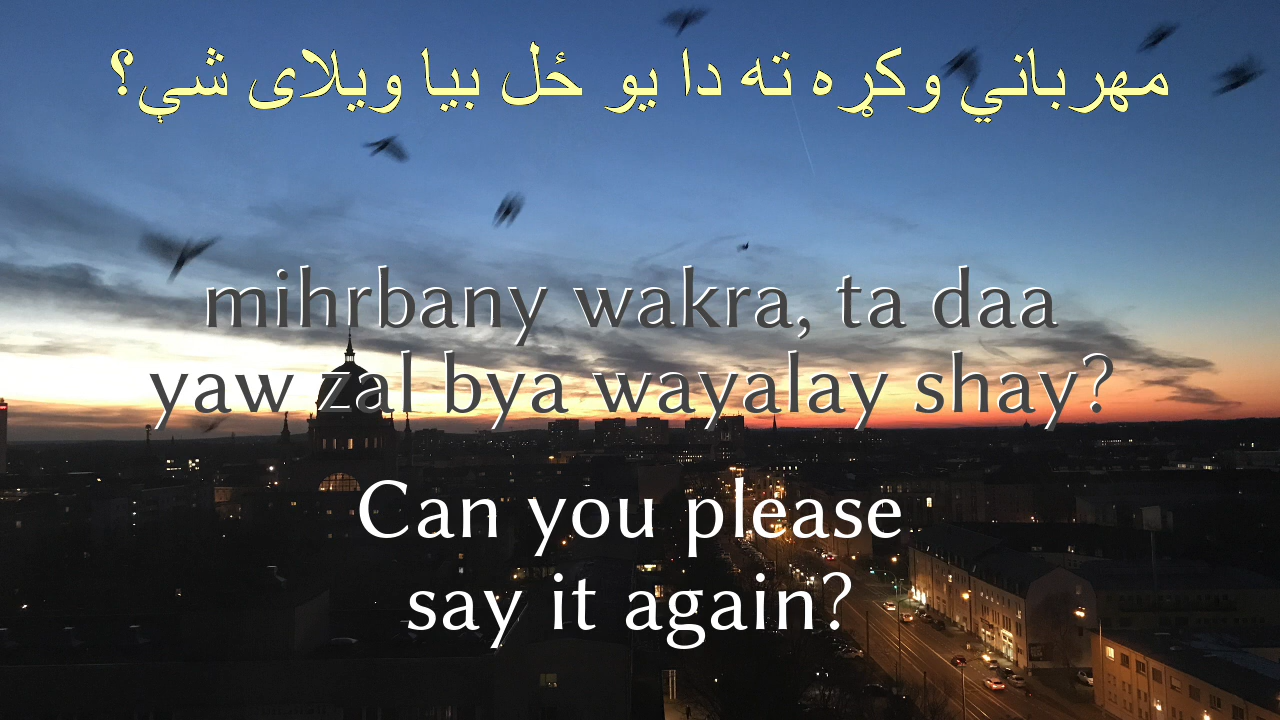 مهرباني وکړه ته دا يو ځل بيا ويلای شې؟
mihrbany wakra, ta daa
yaw zal bya wayalay shay?
Can you please
say it again?